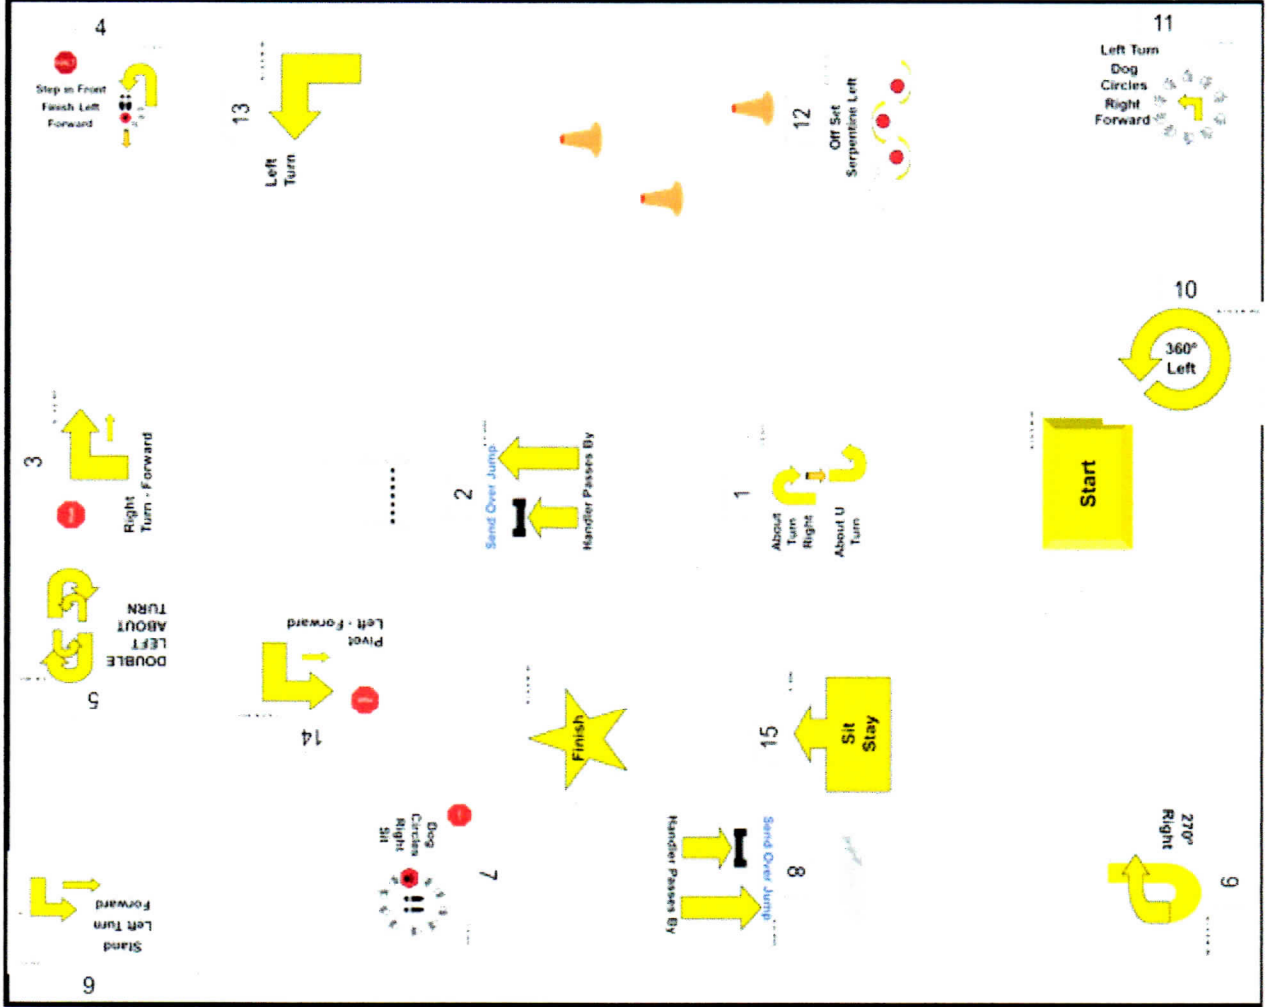 4
Step in Front
Finish Left
Forward
13
Left
Turn
12
Off Set
Serpentine Left
11
Left Turn
Dog
Circles
Right
Forward
10
360°
Left
3
Right
Turn - Forward
2
Send Over Jump
Handler Passes By
1
About
Turn
Right
About U
Turn
Start
5
DOUBLE
LEFT
ABOUT
TURN
14
Pivot
Left - Forward
Finish
15
Sit
Stay
6
Stand
Left Turn
Forward
7
Dog
Circles
Right
Sit
8
Send Over Jump
Handler Passes By
9
270°
Right